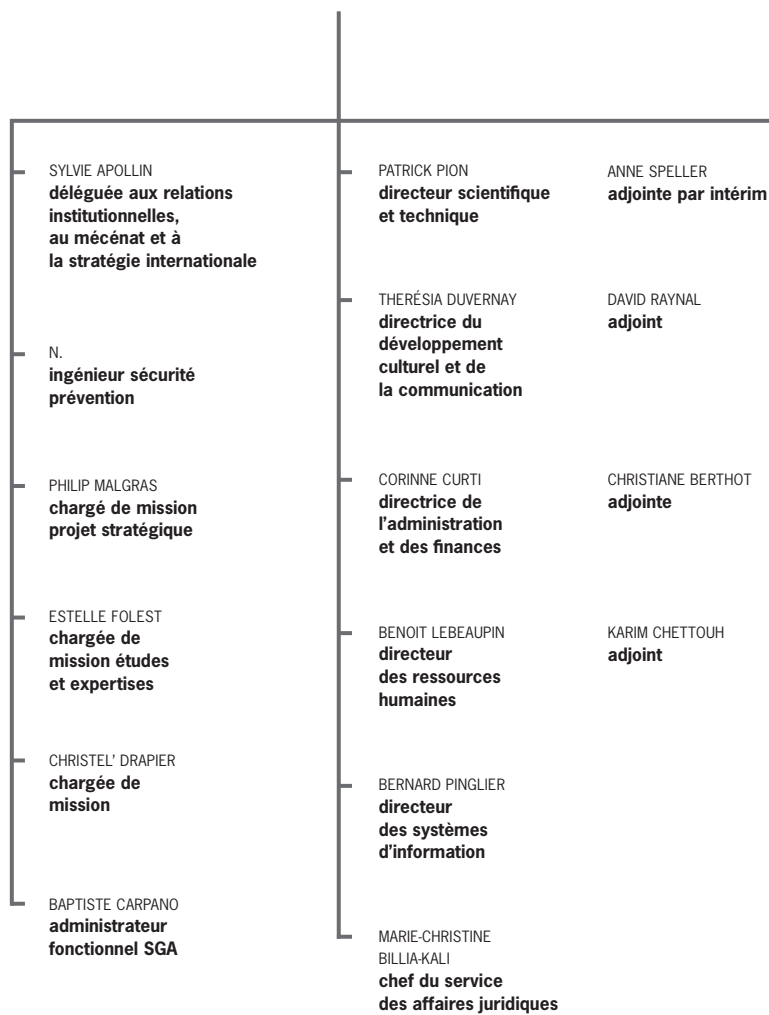 SYLVIE APOLLIN
déléguée aux relations
institutionnelles,
au mécénat et à
la stratégie internationale
N.
ingénieur sécurité
prévention
PHILIP MALGRAS
chargé de mission
projet stratégique
ESTELLE FOLEST
chargée de
mission études
et expertises
CHRISTEL' DRAPIER
chargée de
mission
BAPTISTE CARPANO
administrateur
fonctionnel SGA
PATRICK PION
directeur scientifique
et technique
ANNE SPELLER
adjointe par intérim
THERÉSIA DUVERNAY
directrice du
développement
culturel et de
la communication
DAVID RAYNAL
adjoint
CORINNE CURTI
directrice de
l'administration
et des finances
CHRISTIANE BERTHOT
adjointe
BENOIT LEBEAUPIN
directeur
des ressources
humaines
KARIM CHETTOUH
adjoint
BERNARD PINGLIER
directeur
des systèmes
d'information
MARIE-CHRISTINE
BILLIA-KALI
chef du service
des affaires juridiques